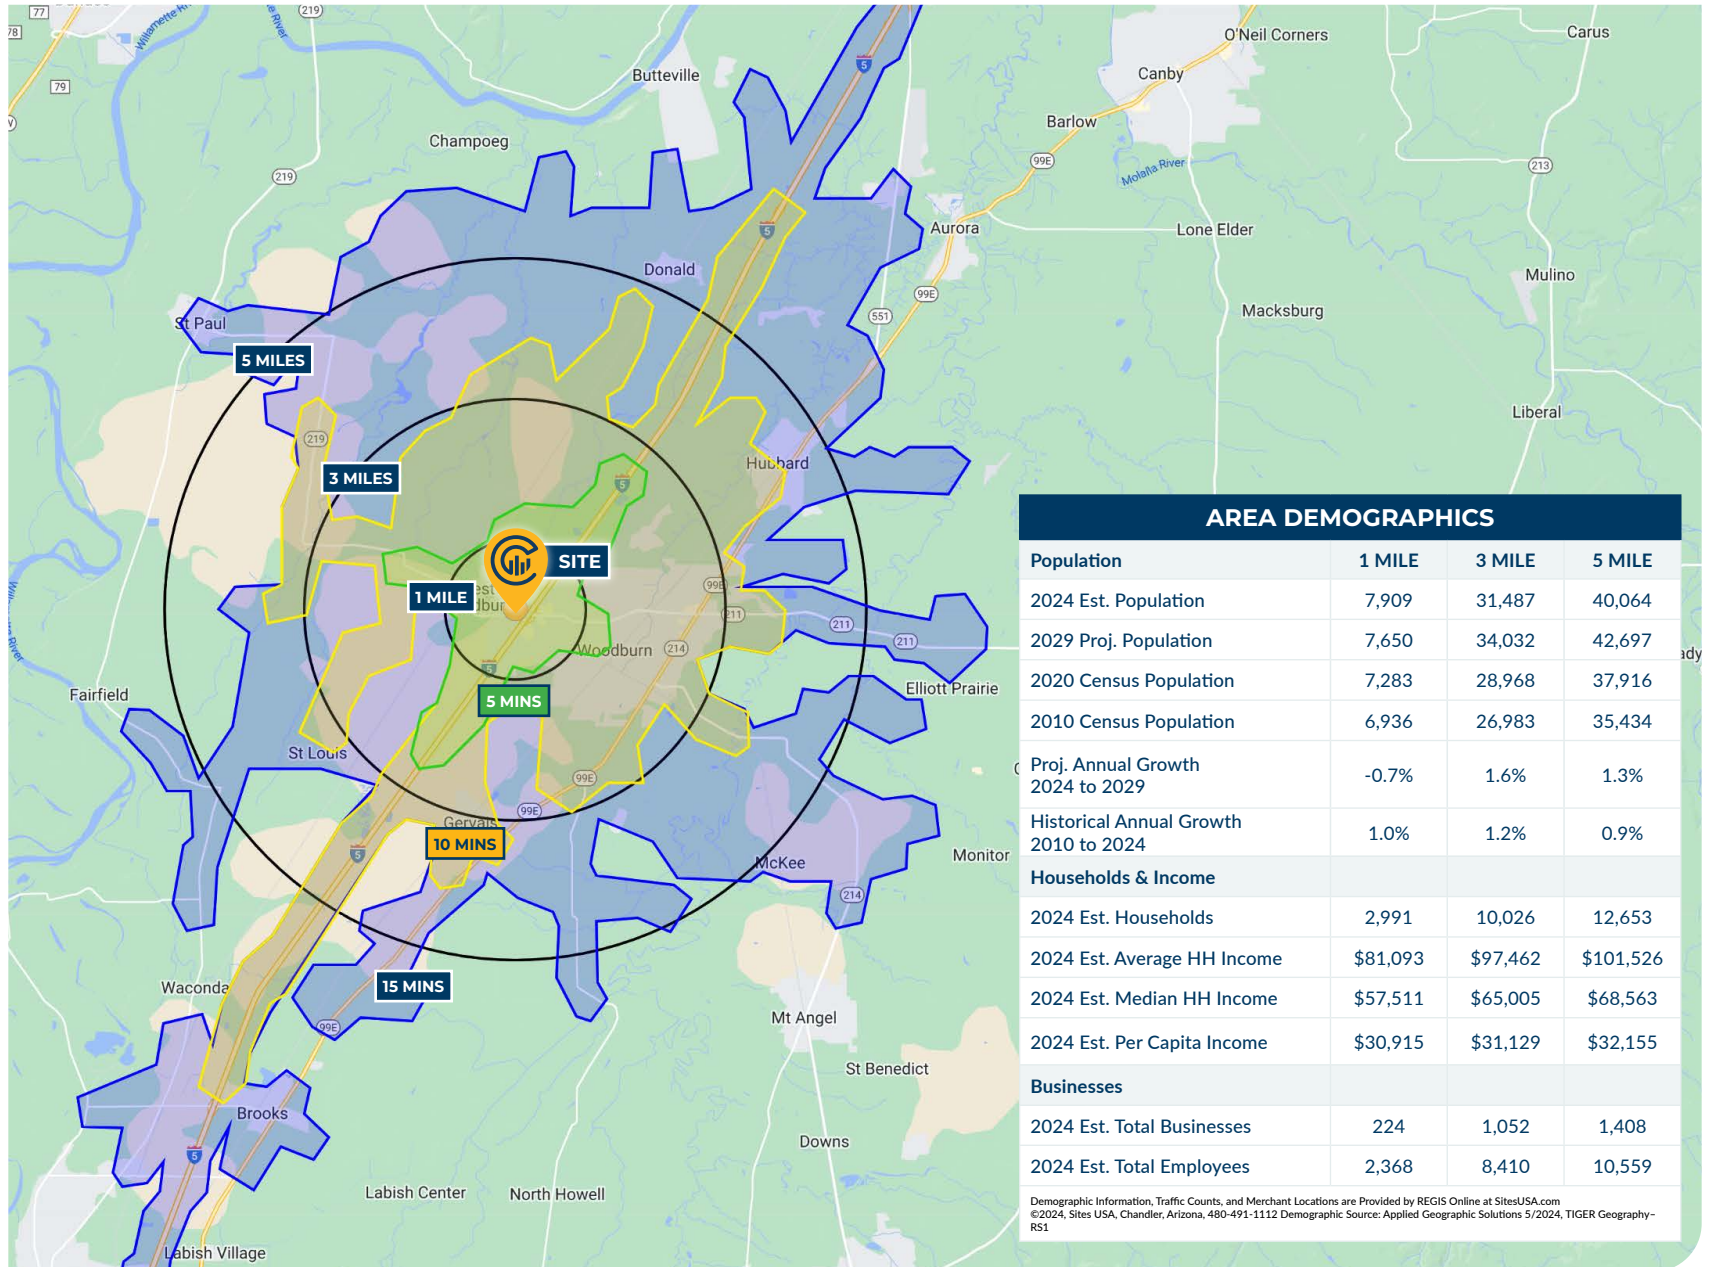 77
219
78
79
Willamette River
O'Neil Corners
Carus
5
Butteville
Canby
Barlow
Champoeg
99E
213
219
Molalla River
5
Aurora
Lone Elder
Donald
Mulino
99E
Macksburg
551
St Paul
5 MILES
Liberal
219
Hubbard
3 MILES
5
SITE
1 MILE
99E
211
211
211
Woodburn
214
5
Fairfield
5 MINS
Elliott Prairie
St Louis
99E
99E
Gervais
10 MINS
5
McKee
Monitor
214
Waconda
15 MINS
99E
Mt Angel
St Benedict
Brooks
Downs
5
Labish Center
North Howell
Labish Village
AREA DEMOGRAPHICS
Population 1 MILE 3 MILE 5 MILE
2024 Est. Population 7,909 31,487 40,064
2029 Proj. Population 7,650 34,032 42,697
2020 Census Population 7,283 28,968 37,916
2010 Census Population 6,936 26,983 35,434
Proj. Annual Growth
2024 to 2029 -0.7% 1.6% 1.3%
Historical Annual Growth
2010 to 2024 1.0% 1.2% 0.9%
Households & Income
2024 Est. Households 2,991 10,026 12,653
2024 Est. Average HH Income $81,093 $97,462 $101,526
2024 Est. Median HH Income $57,511 $65,005 $68,563
2024 Est. Per Capita Income $30,915 $31,129 $32,155
Businesses
2024 Est. Total Businesses 224 1,052 1,408
2024 Est. Total Employees 2,368 8,410 10,559
Demographic Information, Traffic Counts, and Merchant Locations are Provided by REGIS Online at SitesUSA.com
©2024, Sites USA, Chandler, Arizona, 480-491-1112 Demographic Source: Applied Geographic Solutions 5/2024, TIGER Geography–
RS1